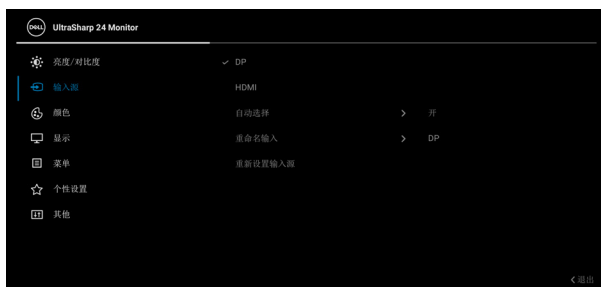 DELL UltraSharp 24 Monitor
亮度/对比度 DP
输入源 HDMI
颜色 自动选择 开
显示 重命名输入 DP
菜单 重新设置输入源
个性设置
其他
退出